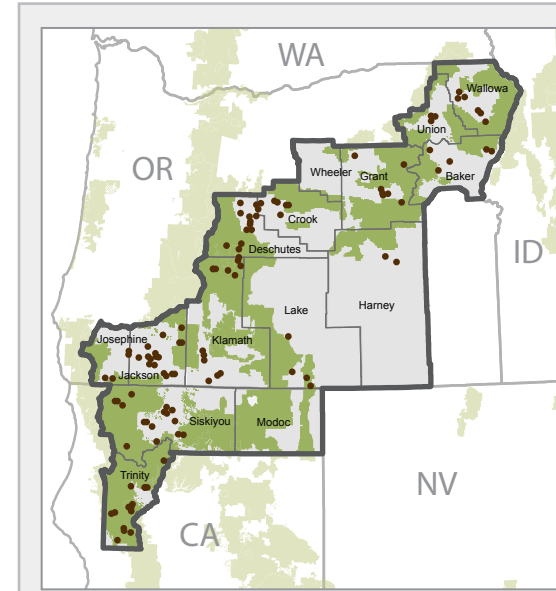 WA
Wallowa
Union
OR
Wheeler
Grant
Baker
Crook
ID
Deschutes
Lake
Harney
Josephine
Klamath
Jackson
Siskiyou
Modoc
Trinity
NV
CA